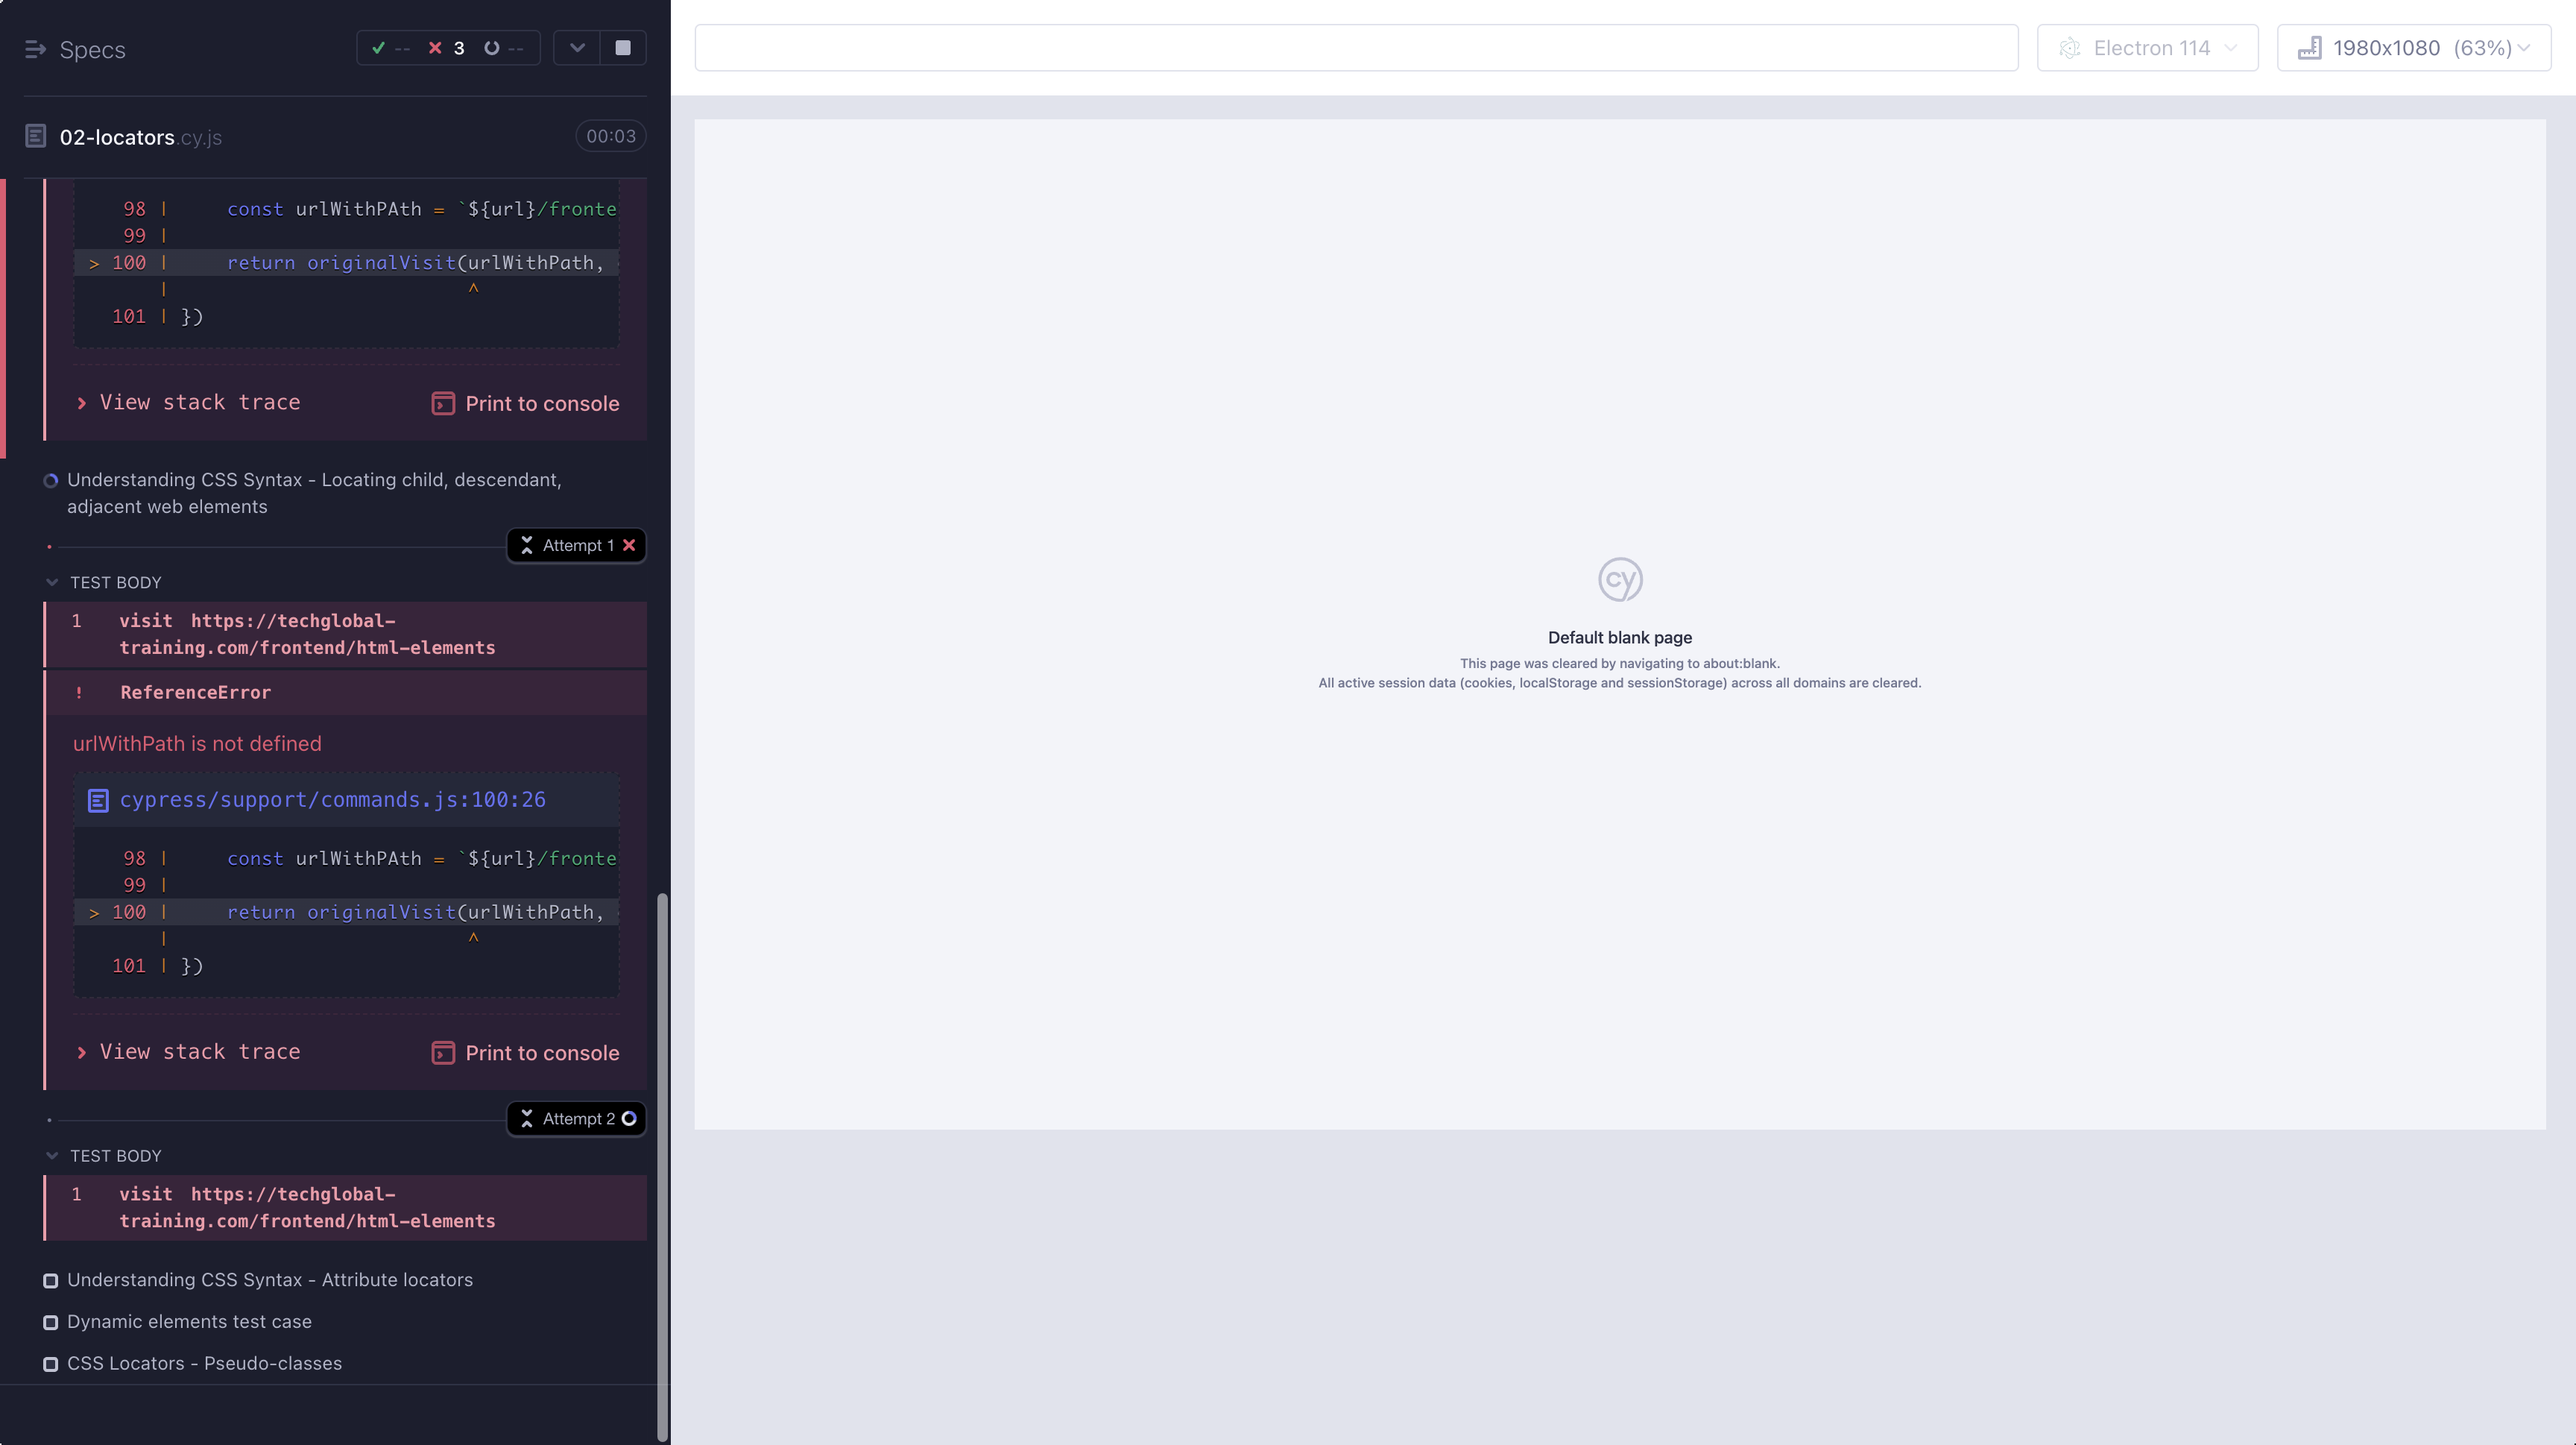 Specs
-- 3 --
02-locators.cy.js 00:03
98 | const urlWithPAth = `${url}/fronte
99 |
> 100 | return originalVisit(urlWithPath,
| ^
101 | })
View stack trace Print to console
Understanding CSS Syntax - Locating child, descendant,
adjacent web elements
Attempt 1
TEST BODY
1 visit https://techglobal-
training.com/frontend/html-elements
! ReferenceError
urlWithPath is not defined
cypress/support/commands.js:100:26
98 | const urlWithPAth = `${url}/fronte
99 |
> 100 | return originalVisit(urlWithPath,
| ^
101 | })
View stack trace Print to console
Attempt 2
TEST BODY
1 visit https://techglobal-
training.com/frontend/html-elements
Understanding CSS Syntax - Attribute locators
Dynamic elements test case
CSS Locators - Pseudo-classes
Electron 114
1980x1080 (63%)
cy
Default blank page
This page was cleared by navigating to about:blank.
All active session data (cookies, localStorage and sessionStorage) across all domains are cleared.